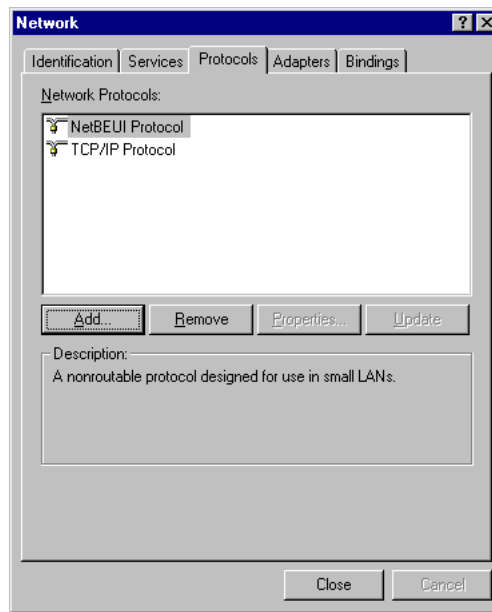 Network
Identification Services Protocols Adapters Bindings
Network Protocols:
NetBEUI Protocol
TCP/IP Protocol
Add... Remove Properties... Update
Description:
A nonroutable protocol designed for use in small LANs.
Close Cancel